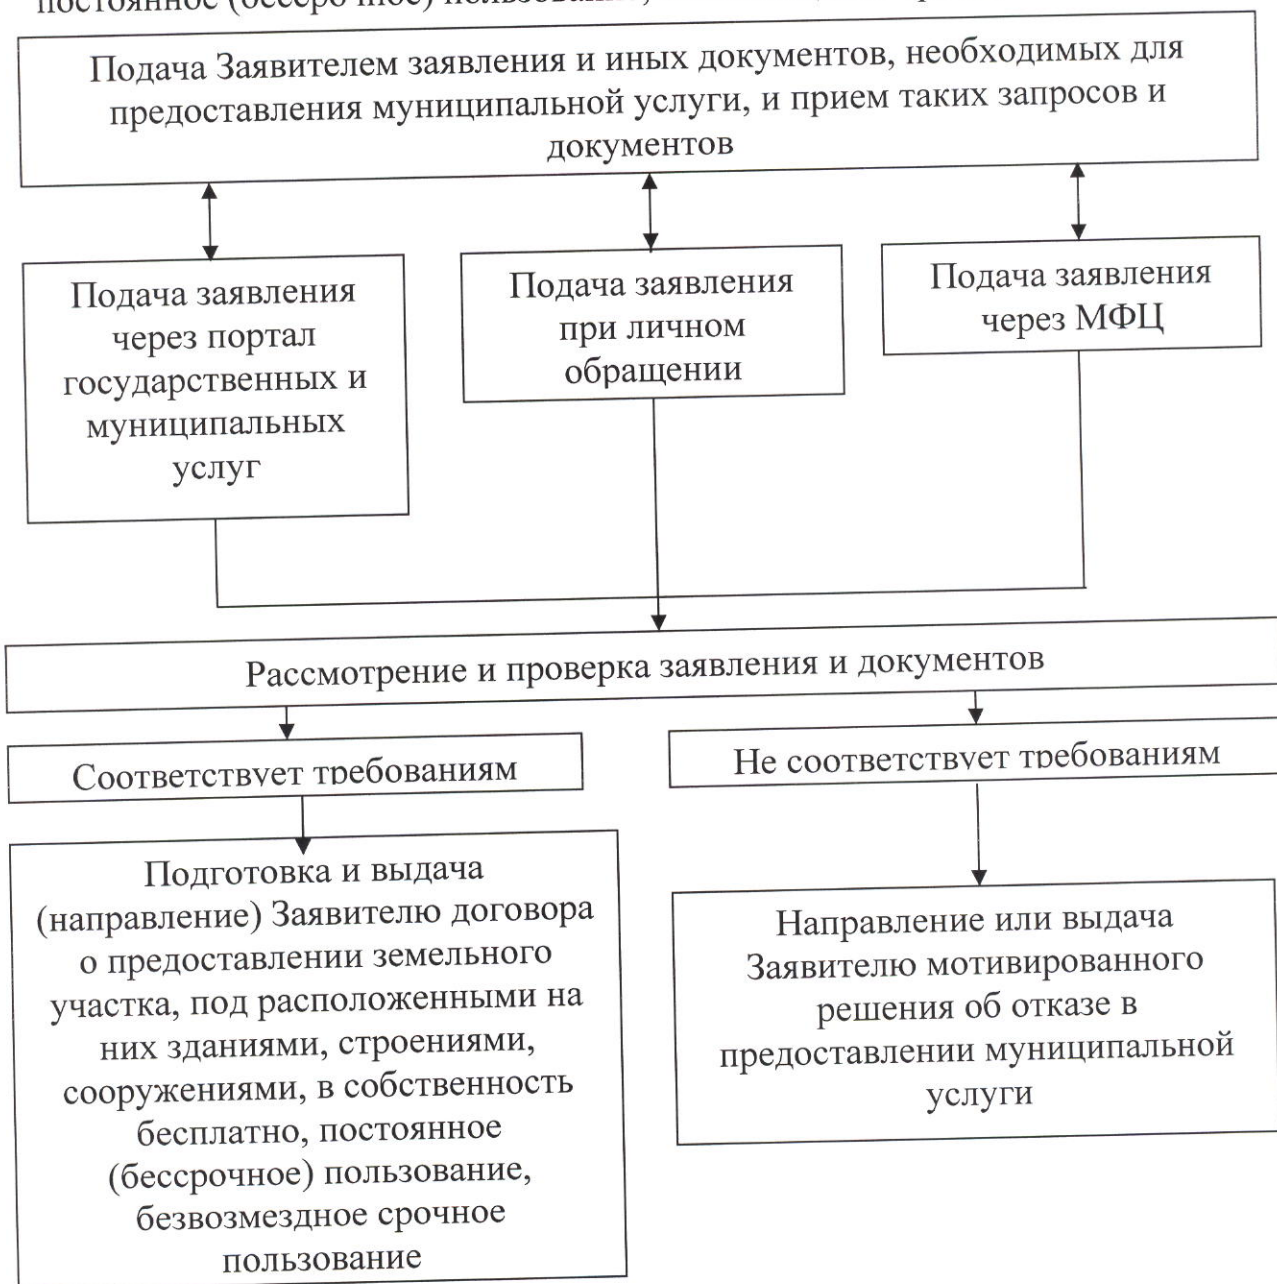 постоянное (бессрочное) пользование,
Подача Заявителем заявления и иных документов, необходимых для
предоставления муниципальной услуги, и прием таких запросов и
документов
Подача заявления
через портал
государственных и
муниципальных
услуг
Подача заявления
при личном
обращении
Подача заявления
через МФЦ
Рассмотрение и проверка заявления и документов
Соответствует требованиям
Не соответствует требованиям
Подготовка и выдача
(направление) Заявителю договора
о предоставлении земельного
участка, под расположенными на
них зданиями, строениями,
сооружениями, в собственность
бесплатно, постоянное
(бессрочное) пользование,
безвозмездное срочное
пользование
Направление или выдача
Заявителю мотивированного
решения об отказе в
предоставлении муниципальной
услуги